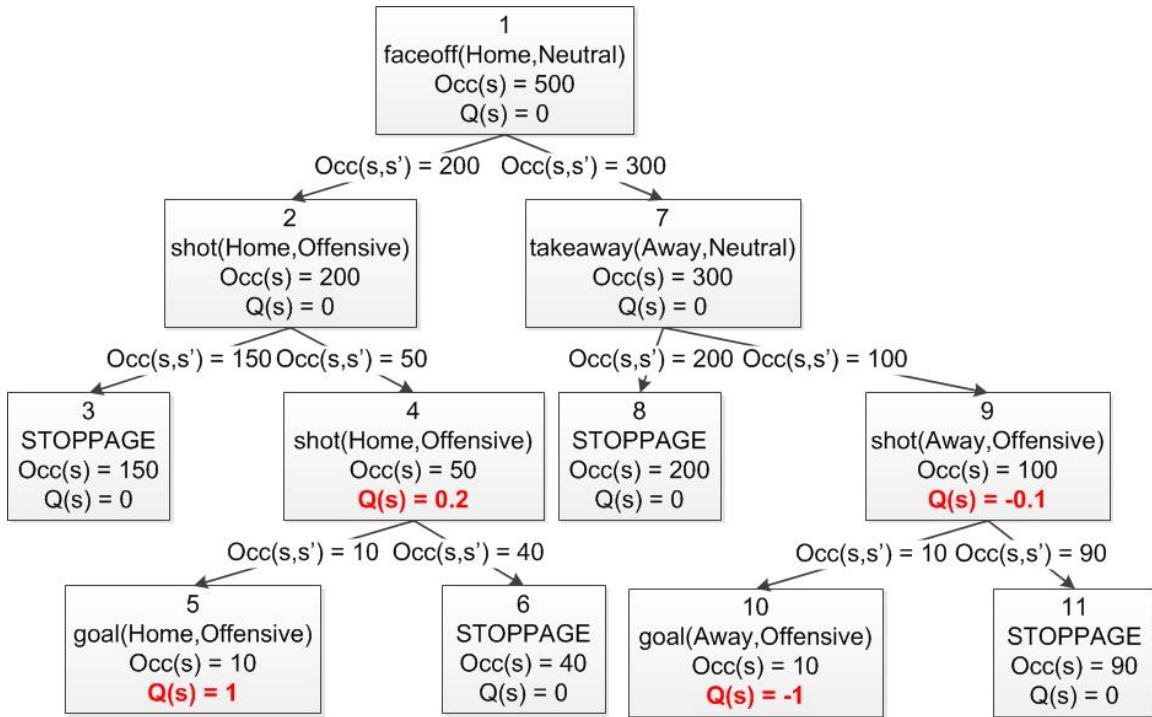 1
faceoff(Home,Neutral)
Occ(s) = 500
Q(s) = 0
Occ(s,s’) = 200
Occ(s,s’) = 300
2
shot(Home,Offensive)
Occ(s) = 200
Q(s) = 0
7
takeaway(Away,Neutral)
Occ(s) = 300
Q(s) = 0
Occ(s,s’) = 150
Occ(s,s’) = 50
Occ(s,s’) = 200
Occ(s,s’) = 100
3
STOPPAGE
Occ(s) = 150
Q(s) = 0
4
shot(Home,Offensive)
Occ(s) = 50
Q(s) = 0.2
8
STOPPAGE
Occ(s) = 200
Q(s) = 0
9
shot(Away,Offensive)
Occ(s) = 100
Q(s) = -0.1
Occ(s,s’) = 10
Occ(s,s’) = 40
Occ(s,s’) = 10
Occ(s,s’) = 90
5
goal(Home,Offensive)
Occ(s) = 10
Q(s) = 1
6
STOPPAGE
Occ(s) = 40
Q(s) = 0
10
goal(Away,Offensive)
Occ(s) = 10
Q(s) = -1
11
STOPPAGE
Occ(s) = 90
Q(s) = 0